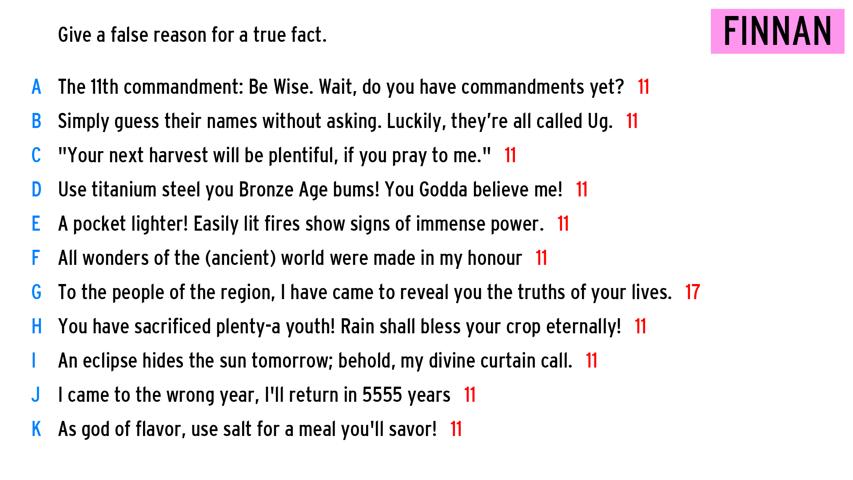 Give a false reason for a true fact.
FINNAN
A The 11th commandment: Be Wise. Wait, do you have commandments yet? 11
B Simply guess their names without asking. Luckily, they're all called Ug. 11
C "Your next harvest will be plentiful, if you pray to me." 11
D Use titanium steel you Bronze Age bums! You Godda believe me! 11
E A pocket lighter! Easily lit fires show signs of immense power. 11
F All wonders of the (ancient) world were made in my honour 11
G To the people of the region, I have came to reveal you the truths of your lives. 17
H You have sacrificed plenty-a youth! Rain shall bless your crop eternally! 11
I An eclipse hides the sun tomorrow; behold, my divine curtain call. 11
J I came to the wrong year, I'll return in 5555 years 11
K As god of flavor, use salt for a meal you'll savor! 11